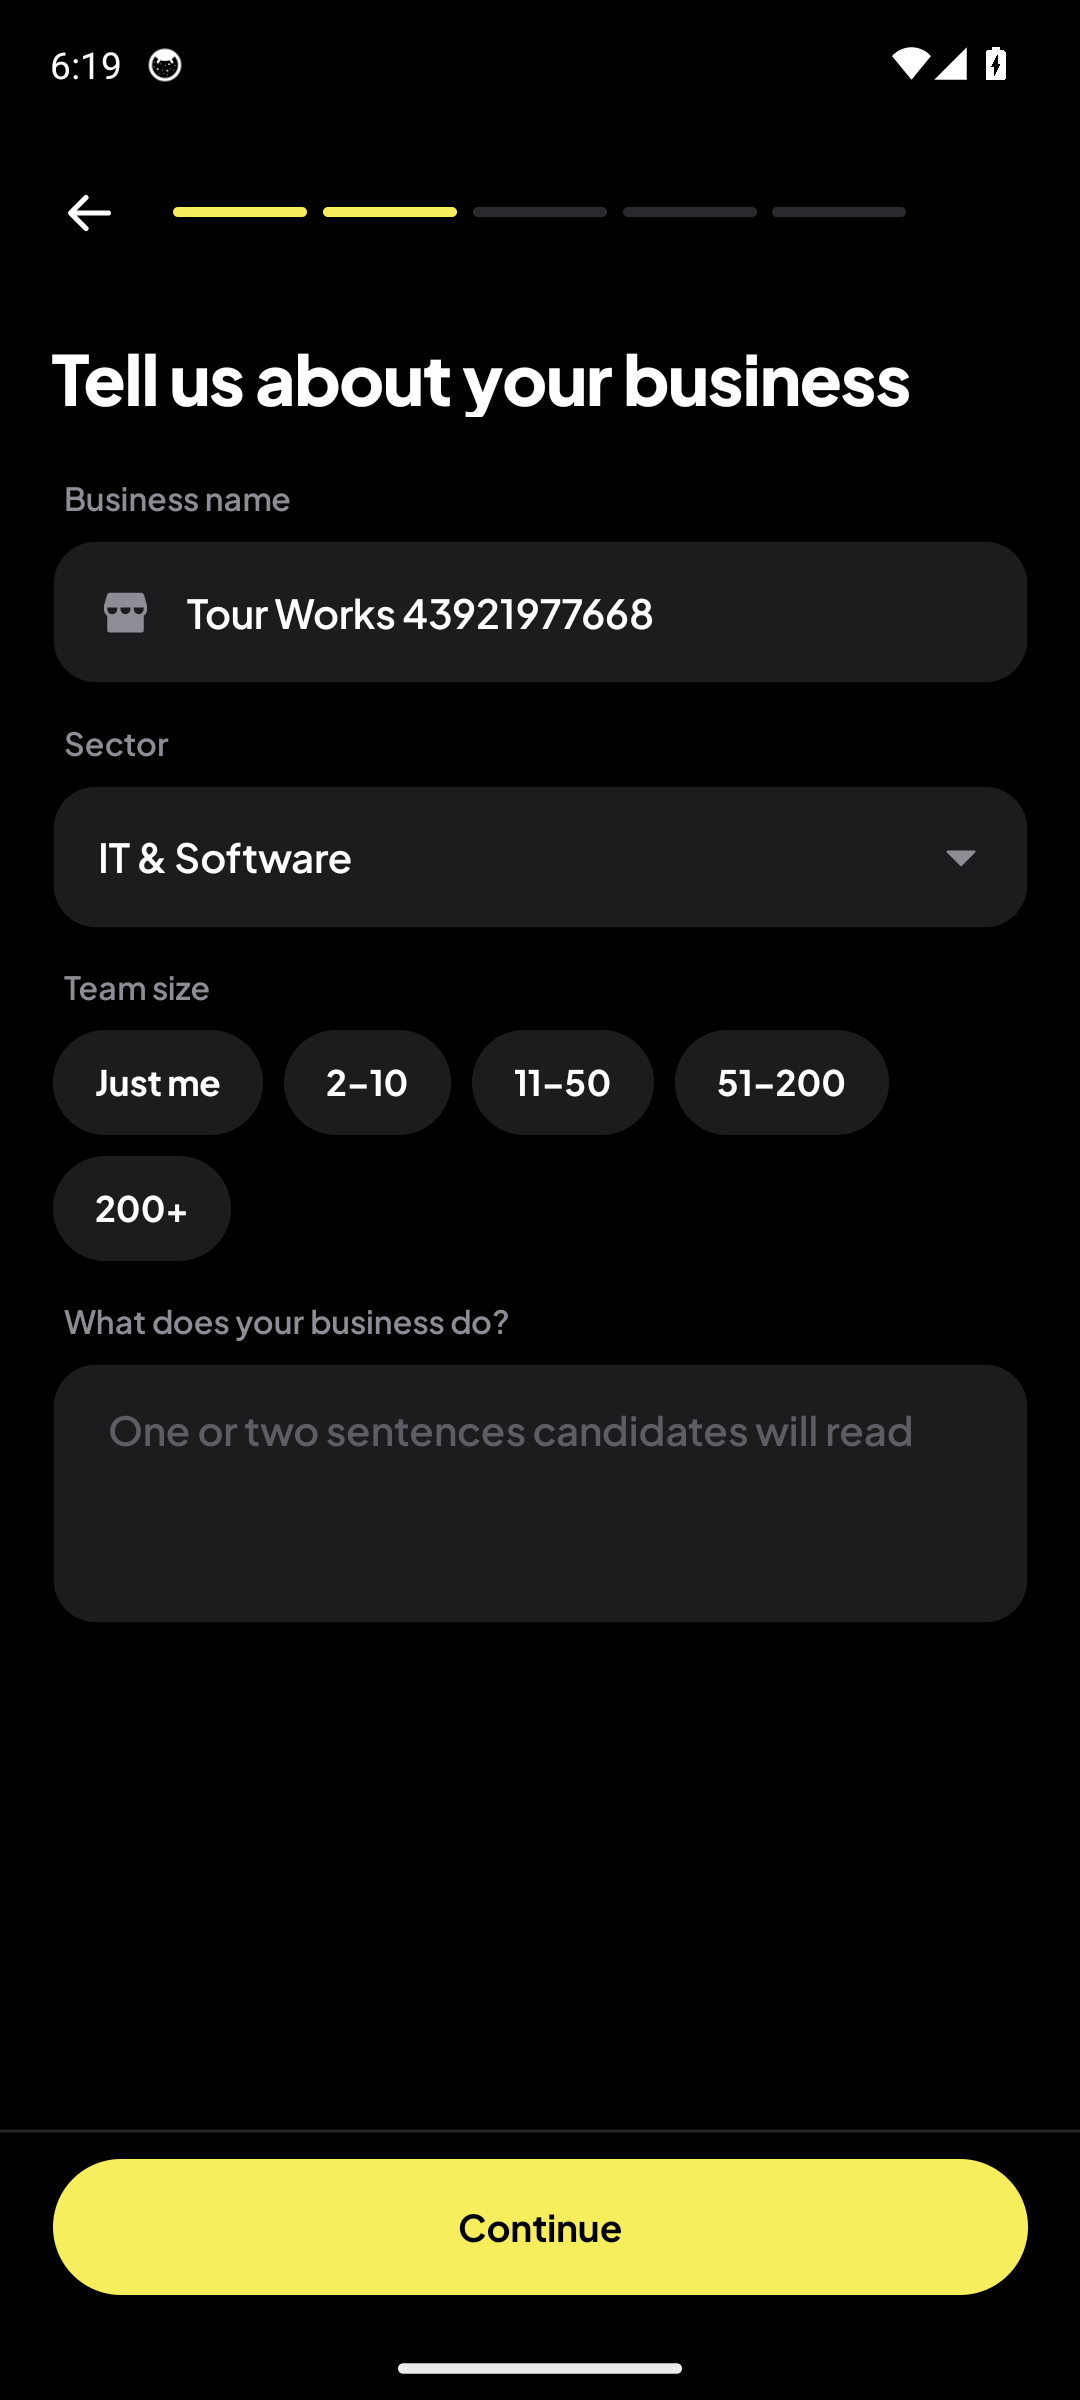 6:19
Tell us about your business
Business name
Tour Works 43921977668
Sector
IT & Software
Team size
Just me
2–10
11–50
51–200
200+
What does your business do?
One or two sentences candidates will read
Continue